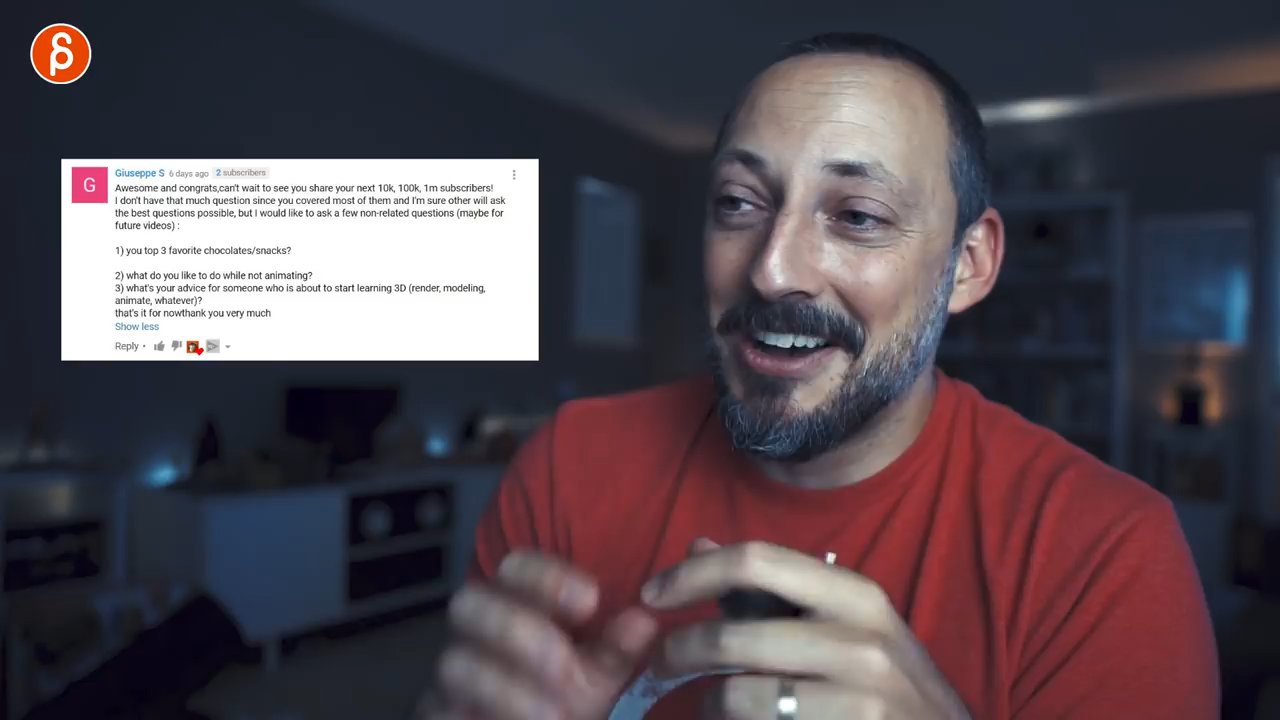 G
Giuseppe S 6 days ago 2 subscribers
Awesome and congrats,can't wait to see you share your next 10k, 100k, 1m subscribers!
I don't have that much question since you covered most of them and I'm sure other will ask
the best questions possible, but I would like to ask a few non-related questions (maybe for
future videos) :
1) you top 3 favorite chocolates/snacks?
2) what do you like to do while not animating?
3) what's your advice for someone who is about to start learning 3D (render, modeling,
animate, whatever)?
that's it for nowthank you very much
Show less
Reply